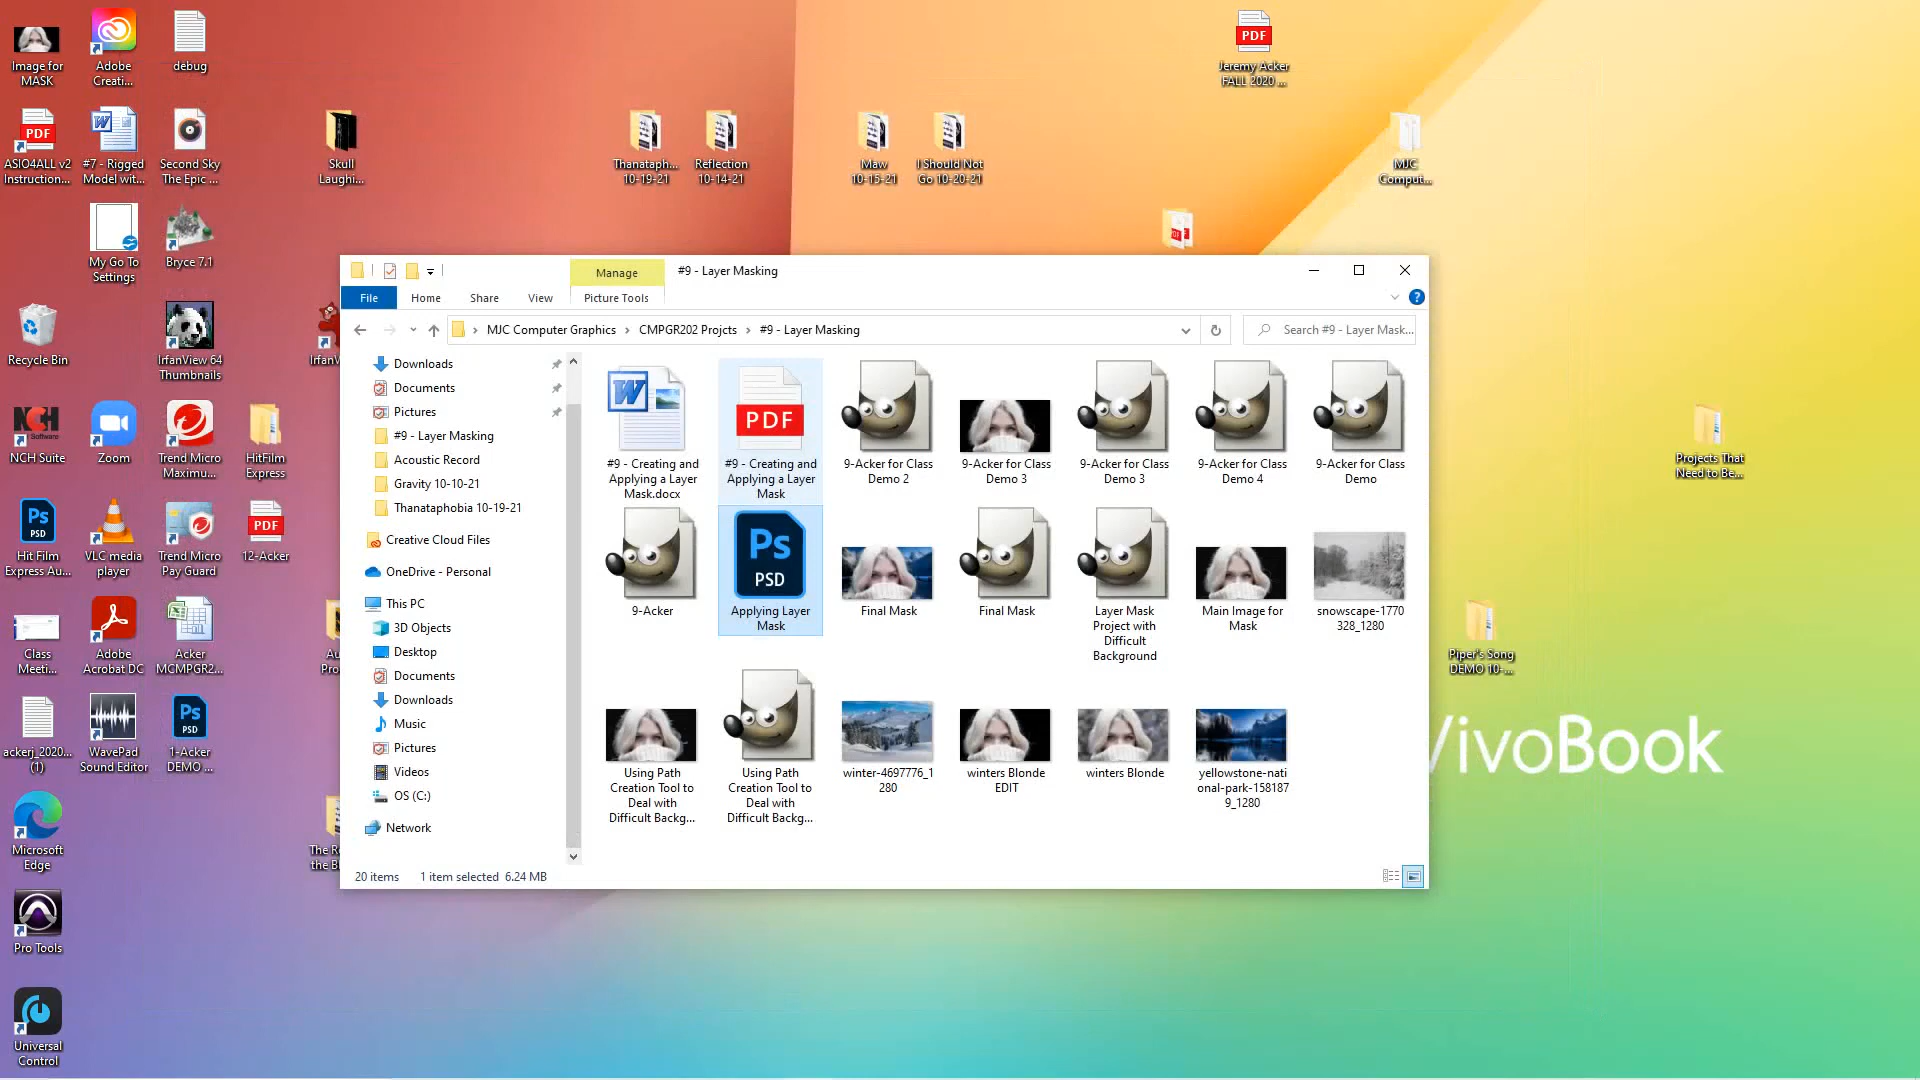 Image for
MASK
Adobe
Creati...
debug
Jeremy Acker
FALL 2020 ...
PDF
PDF
ASIO4ALL v2
Instruction...
#7 - Rigged
Model wit...
Second Sky
The Epic ...
Skull
Laughi...
Thanataph...
10-19-21
Reflection
10-14-21
Maw
10-15-21
I Should Not
Go 10-20-21
MJC
Comput...
My Go To
Settings
Bryce 7.1
Recycle Bin
IrfanView 64
Thumbnails
IrfanV
NCH Suite
Zoom
Trend Micro
Maximu...
HitFilm
Express
Projects That
Need to Be...
Ps
PSD
Hit Film
Express Au...
VLC media
player
Trend Micro
Pay Guard
PDF
12-Acker
Class
Meeti...
Adobe
Acrobat DC
Acker
MCMPGR2...
Au
Pro
Piper's Song
DEMO 10-...
ackerj_2020...
(1)
WavePad
Sound Editor
Ps
PSD
1-Acker
DEMO ...
Microsoft
Edge
The R
the B
Pro Tools
Universal
Control
VivoBook
Manage
#9 - Layer Masking
File
Home
Share
View
Picture Tools
MJC Computer Graphics
CMPGR202 Projcts
#9 - Layer Masking
Search #9 - Layer Mask...
Downloads
Documents
Pictures
#9 - Layer Masking
Acoustic Record
Gravity 10-10-21
Thanataphobia 10-19-21
Creative Cloud Files
OneDrive - Personal
This PC
3D Objects
Desktop
Documents
Downloads
Music
Pictures
Videos
OS (C:)
Network
#9 - Creating and
Applying a Layer
Mask.docx
PDF
#9 - Creating and
Applying a Layer
Mask
9-Acker for Class
Demo 2
9-Acker for Class
Demo 3
9-Acker for Class
Demo 3
9-Acker for Class
Demo 4
9-Acker for Class
Demo
9-Acker
Ps
PSD
Applying Layer
Mask
Final Mask
Final Mask
Layer Mask
Project with
Difficult
Background
Main Image for
Mask
snowscape-1770
328_1280
Using Path
Creation Tool to
Deal with
Difficult Backg...
Using Path
Creation Tool to
Deal with
Difficult Backg...
winter-4697776_1
280
winters Blonde
EDIT
winters Blonde
yellowstone-nati
onal-park-158187
9_1280
20 items
1 item selected 6.24 MB